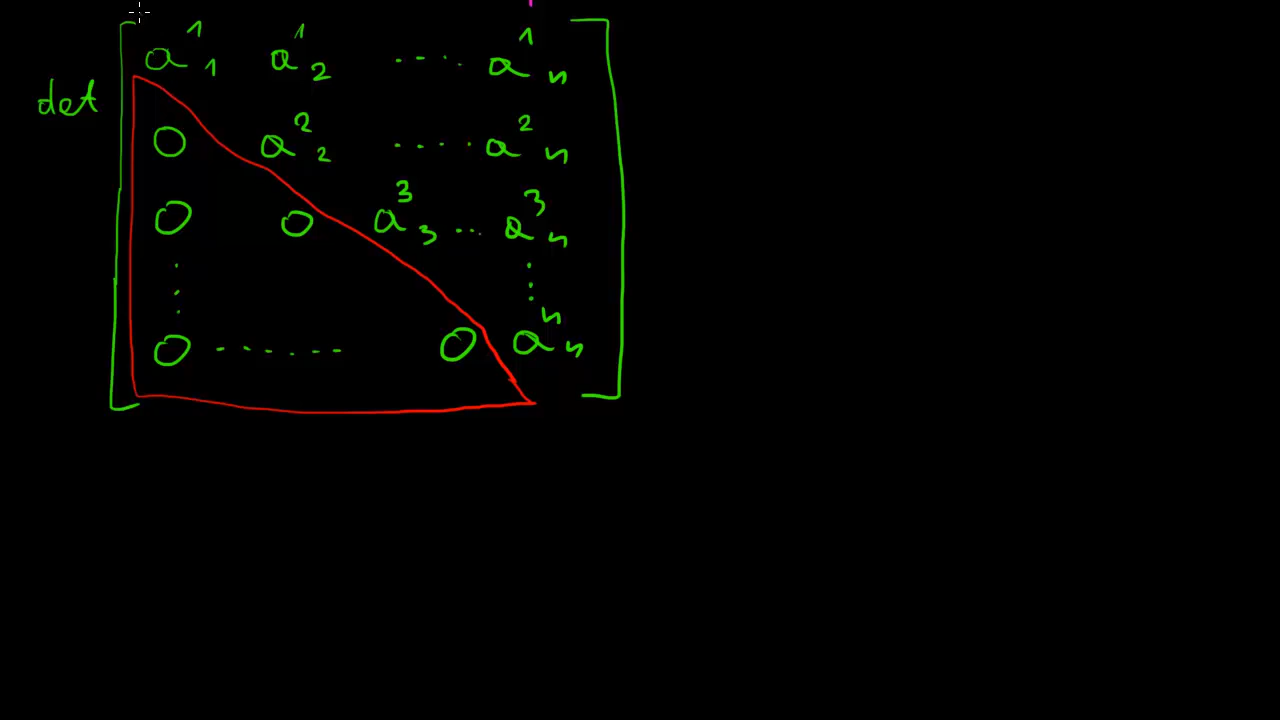 det
a¹₁ a¹₂ .... a¹ₙ
0 a²₂ .... a²ₙ
0 0 a³₃ ... a³ₙ
⋮ ⋮
0 ...... 0 aⁿₙ